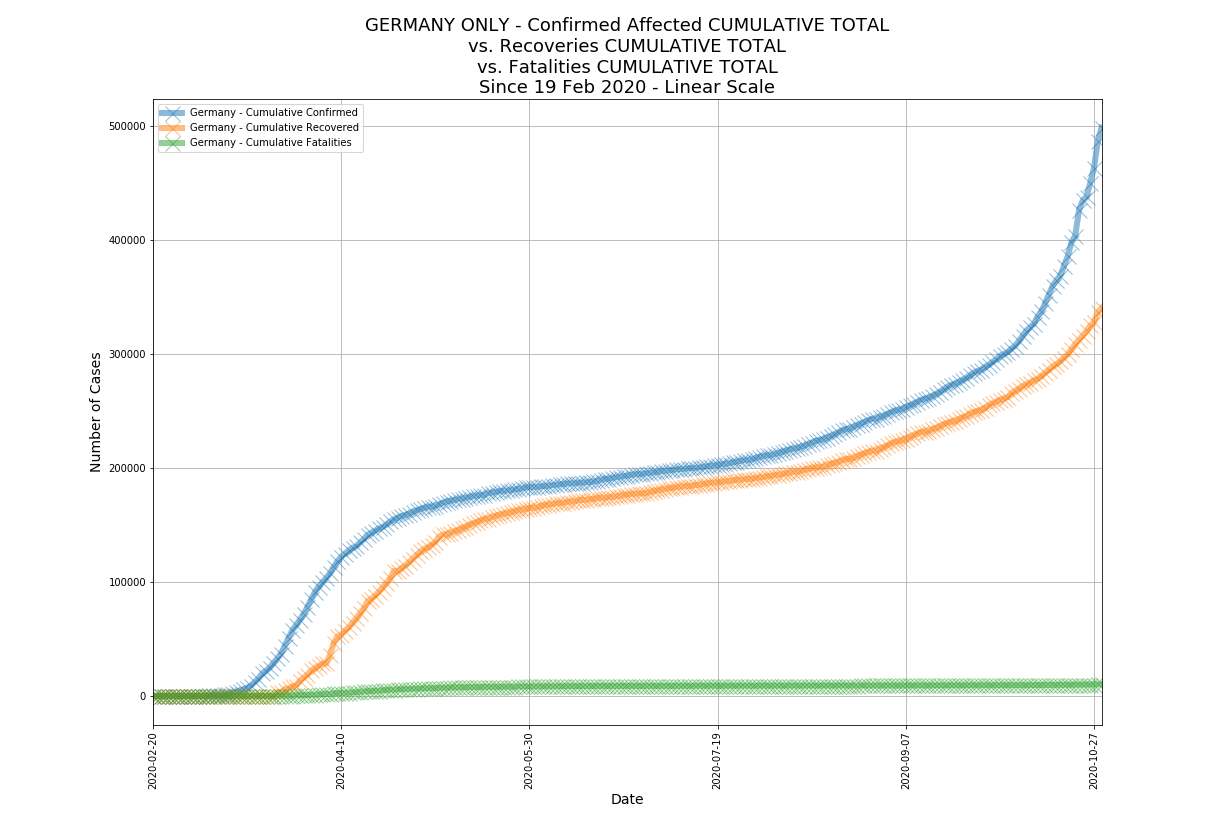 GERMANY ONLY - Confirmed Affected CUMULATIVE TOTAL
vs. Recoveries CUMULATIVE TOTAL
vs. Fatalities CUMULATIVE TOTAL
Since 19 Feb 2020 - Linear Scale
Germany - Cumulative Confirmed
Germany - Cumulative Recovered
Germany - Cumulative Fatalities
500000
400000
300000
200000
100000
0
Number of Cases
2020-02-20
2020-04-10
2020-05-30
2020-07-19
2020-09-07
2020-10-27
Date